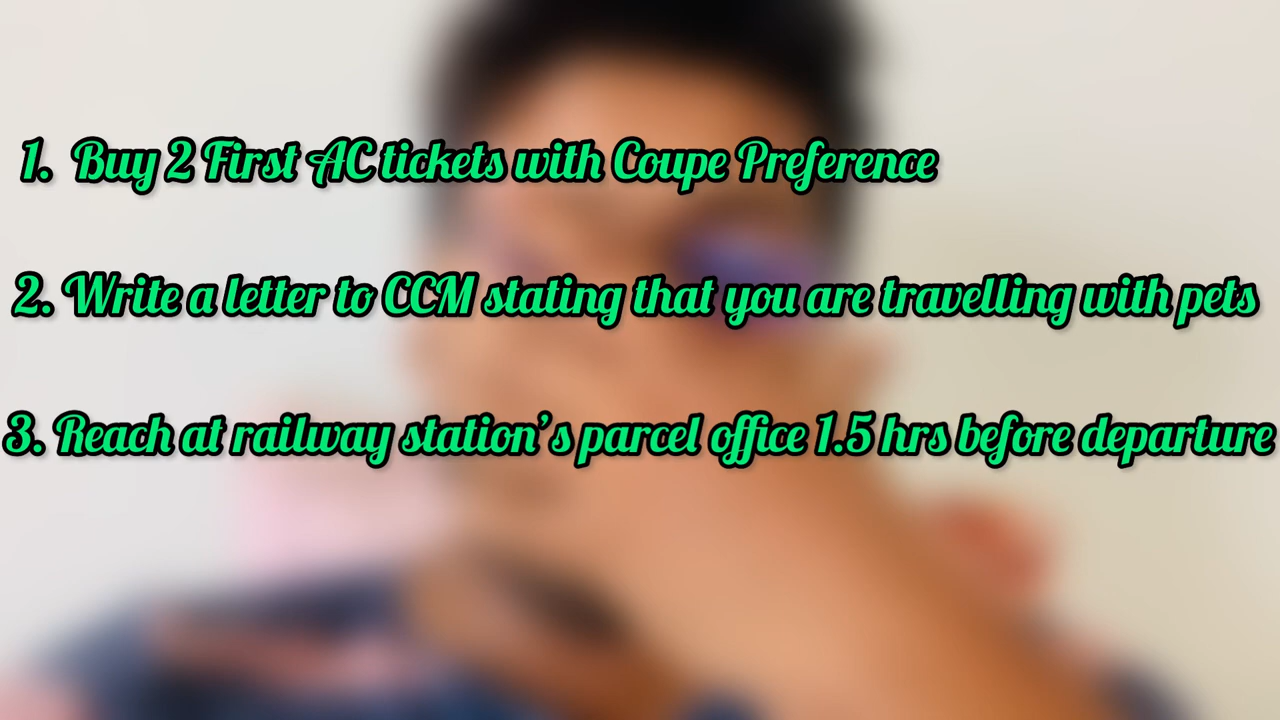 1. Buy 2 First AC tickets with Coupe Preference
2. Write a letter to CCM stating that you are travelling with pets
3. Reach at railway station's parcel office 1.5 hrs before departure